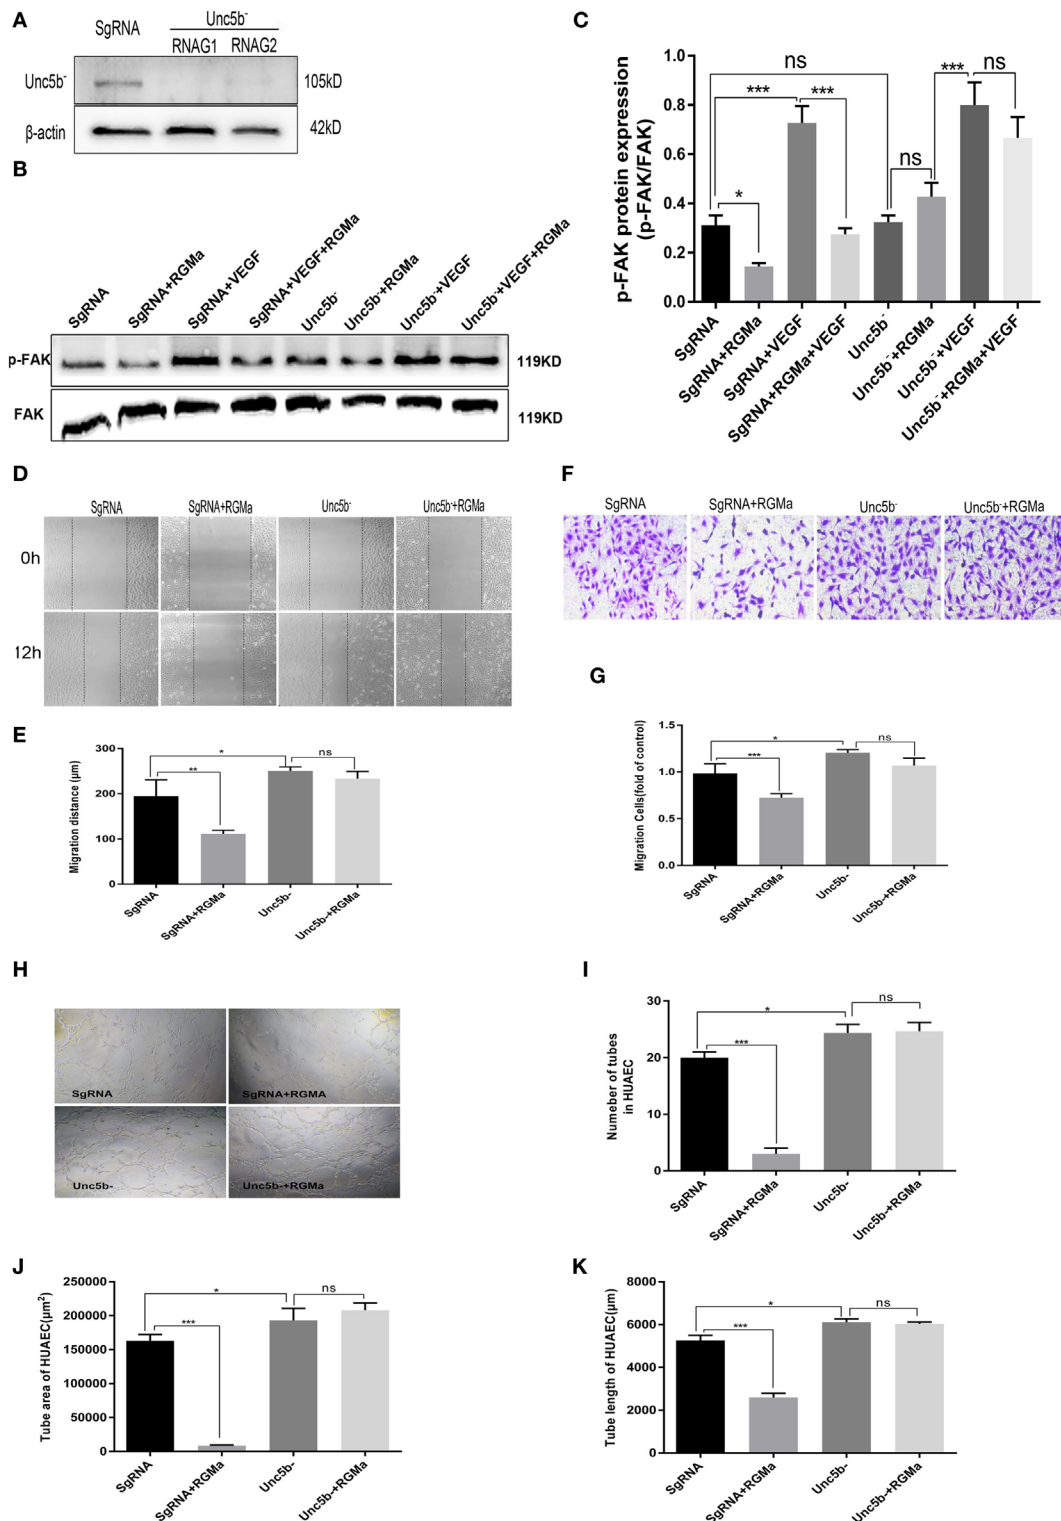 A
SgRNA
Unc5b-
RNAG1 RNAG2
Unc5b-
105kD
β-actin
42kD
B
SgRNA
SgRNA+RGMa
SgRNA+VEGF
SgRNA+VEGF+RGMa
Unc5b-
Unc5b-+RGMa
Unc5b-+VEGF
Unc5b-+VEGF+RGMa
p-FAK
119KD
FAK
119KD
C
p-FAK protein expression
(p-FAK/FAK)
1.0
0.8
0.6
0.4
0.2
0.0
ns
***
***
*
ns
***
ns
SgRNA
SgRNA+RGMa
SgRNA+VEGF
SgRNA+RGMa+VEGF
Unc5b-
Unc5b-+RGMa
Unc5b-+VEGF
Unc5b-+RGMa+VEGF
D
SgRNA
SgRNA+RGMa
Unc5b-
Unc5b-+RGMa
0h
12h
E
Migration distance (μm)
300
200
100
0
*
**
ns
SgRNA
SgRNA+RGMa
Unc5b-
Unc5b-+RGMa
F
SgRNA
SgRNA+RGMa
Unc5b-
Unc5b-+RGMa
G
Migration Cells(fold of control)
1.5
1.0
0.5
0.0
*
***
ns
SgRNA
SgRNA+RGMa
Unc5b-
Unc5b-+RGMa
H
SgRNA
SgRNA+RGMA
Unc5b-
Unc5b-+RGMa
I
Numeber of tubes
in HUAEC
30
20
10
0
*
***
ns
SgRNA
SgRNA+RGMa
Unc5b-
Unc5b-+RGMa
J
Tube area of HUAEC(μm²)
250000
200000
150000
100000
50000
0
*
***
ns
SgRNA
SgRNA+RGMa
Unc5b-
Unc5b-+RGMa
K
Tube length of HUAEC(μm)
8000
6000
4000
2000
0
*
***
ns
SgRNA
SgRNA+RGMa
Unc5b-
Unc5b-+RGMa